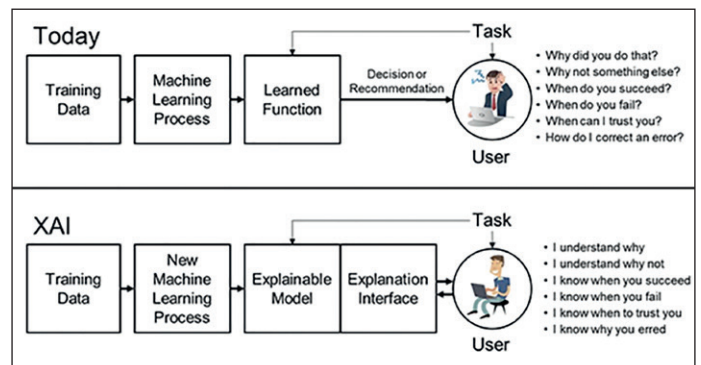 Today
Task
Training
Data
Machine
Learning
Process
Learned
Function
Decision or
Recommendation
User
• Why did you do that?
• Why not something else?
• When do you succeed?
• When do you fail?
• When can I trust you?
• How do I correct an error?
XAI
Task
Training
Data
New
Machine
Learning
Process
Explainable
Model
Explanation
Interface
User
• I understand why
• I understand why not
• I know when you succeed
• I know when you fail
• I know when to trust you
• I know why you erred